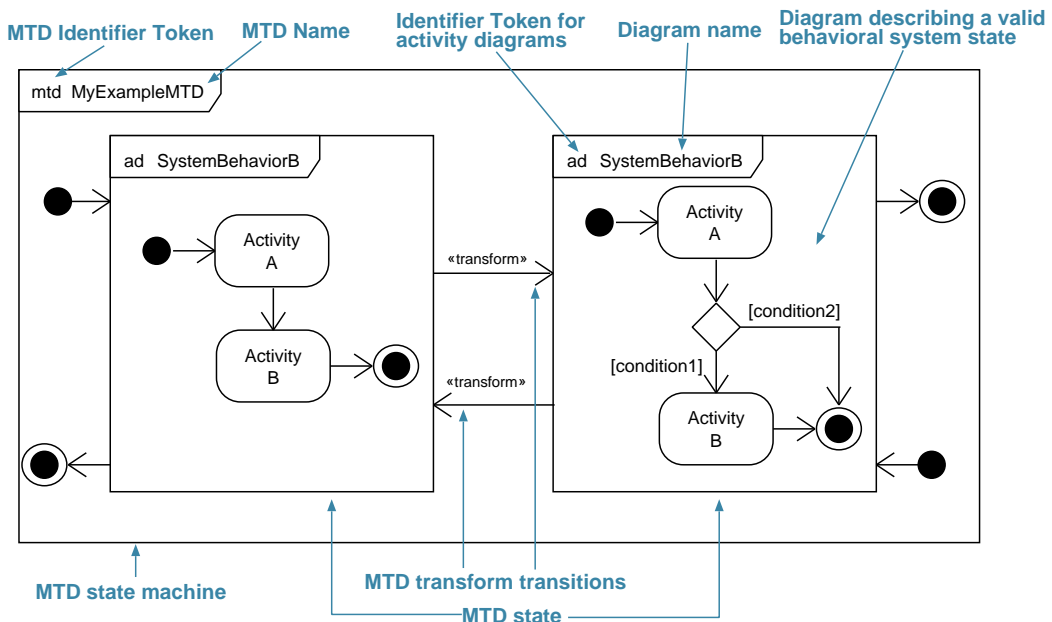 MTD Identifier Token
MTD Name
Identifier Token for
activity diagrams
Diagram name
Diagram describing a valid
behavioral system state
mtd MyExampleMTD
ad SystemBehaviorB
Activity
A
Activity
B
«transform»
«transform»
ad SystemBehaviorB
Activity
A
[condition2]
[condition1]
Activity
B
MTD state machine
MTD transform transitions
MTD state